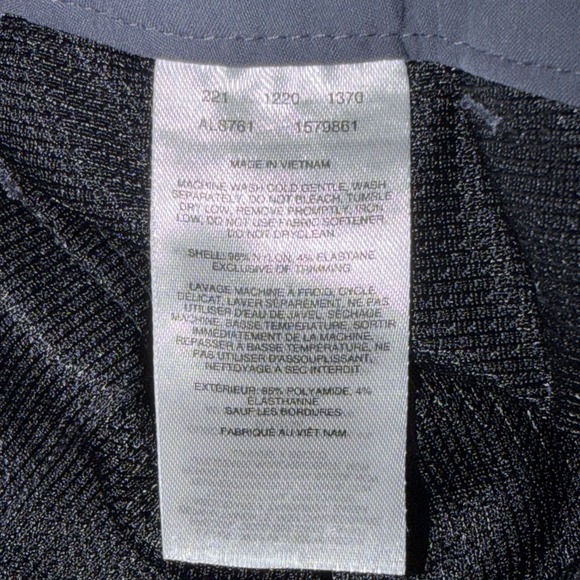 221 1220 1370
AL8761 1579861
MADE IN VIETNAM
MACHINE WASH COLD GENTLE, WASH
SEPARATELY, DO NOT BLEACH, TUMBLE
DRY LOW, REMOVE PROMPTLY, IRON
LOW, DO NOT USE FABRIC SOFTENER,
DO NOT DRYCLEAN
SHELL: 96% NYLON, 4% ELASTANE
EXCLUSIVE OF TRIMMING
LAVAGE MACHINE A FROID, CYCLE
DÉLICAT, LAVER SÉPARÉMENT, NE PAS
UTILISER D'EAU DE JAVEL, SÉCHAGE
MACHINE, BASSE TEMPÉRATURE, SORTIR
IMMÉDIATEMENT DE LA MACHINE,
REPASSER À BASSE TEMPÉRATURE, NE
PAS UTILISER D'ASSOUPLISSANT,
NETTOYAGE À SEC INTERDIT
EXTÉRIEUR: 96% POLYAMIDE, 4%
ELASTHANNE
SAUF LES BORDURES
FABRIQUÉ AU VIÊT NAM